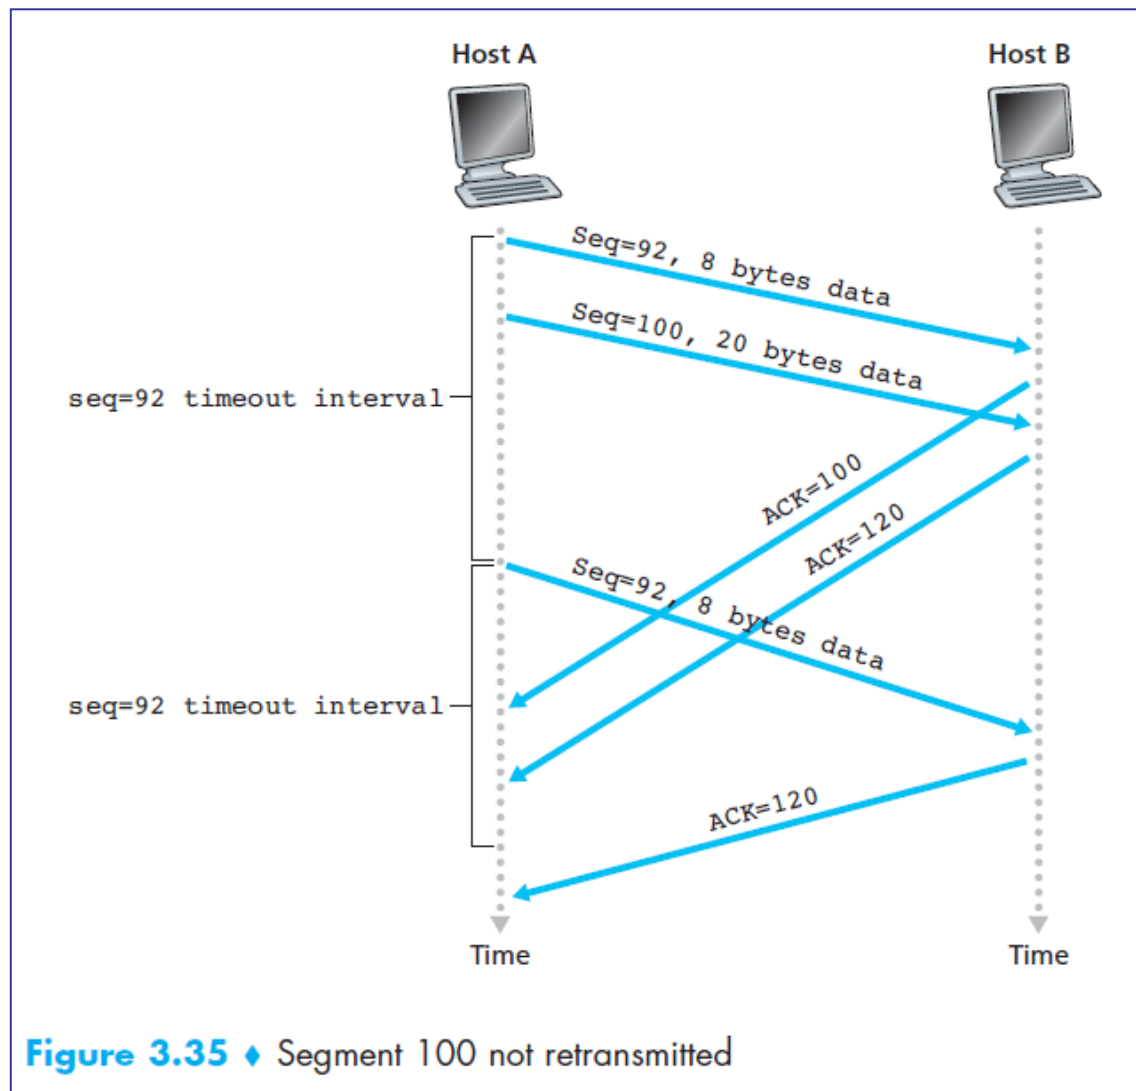 Host A
Host B
Seq=92, 8 bytes data
Seq=100, 20 bytes data
seq=92 timeout interval
ACK=100
ACK=120
Seq=92, 8 bytes data
seq=92 timeout interval
ACK=120
Time
Time
Figure 3.35 ♦ Segment 100 not retransmitted